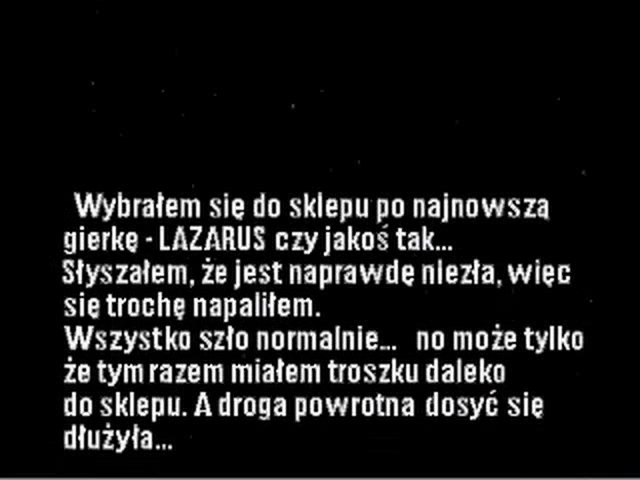 Wybrałem się do sklepu po najnowszą
gierkę - LAZARUS czy jakoś tak...
Słyszałem, że jest naprawdę niezła, więc
się trochę napaliłem.
Wszystko szło normalnie... no może tylko
że tym razem miałem troszku daleko
do sklepu. A droga powrotna dosyć się
dłużyła...